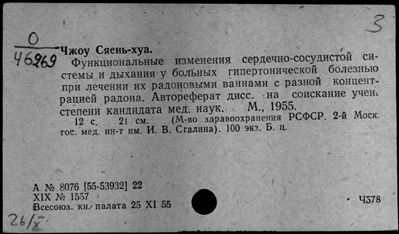 3
О
46269
Чжоу Сяень-хуа.
Функциональные изменения сердечно-сосудистой си-
стемы и дыхания у больных гипертонической болезнью
при лечении их радоновыми ваннами с разной концент-
рацией радона. Автореферат дисс. на соискание учен.
степени кандидата мед. наук. М., 1955.
12 с. 21 см. (М-во здравоохранения РСФСР. 2-й Моск.
гос. мед. ин-т им. И. В. Сталина). 100 экз. Б. ц.
А № 8076 [55-53932] 22
XIX № 1557
Всесоюз. кн. палата 25 XI 55
Ч378
26/X